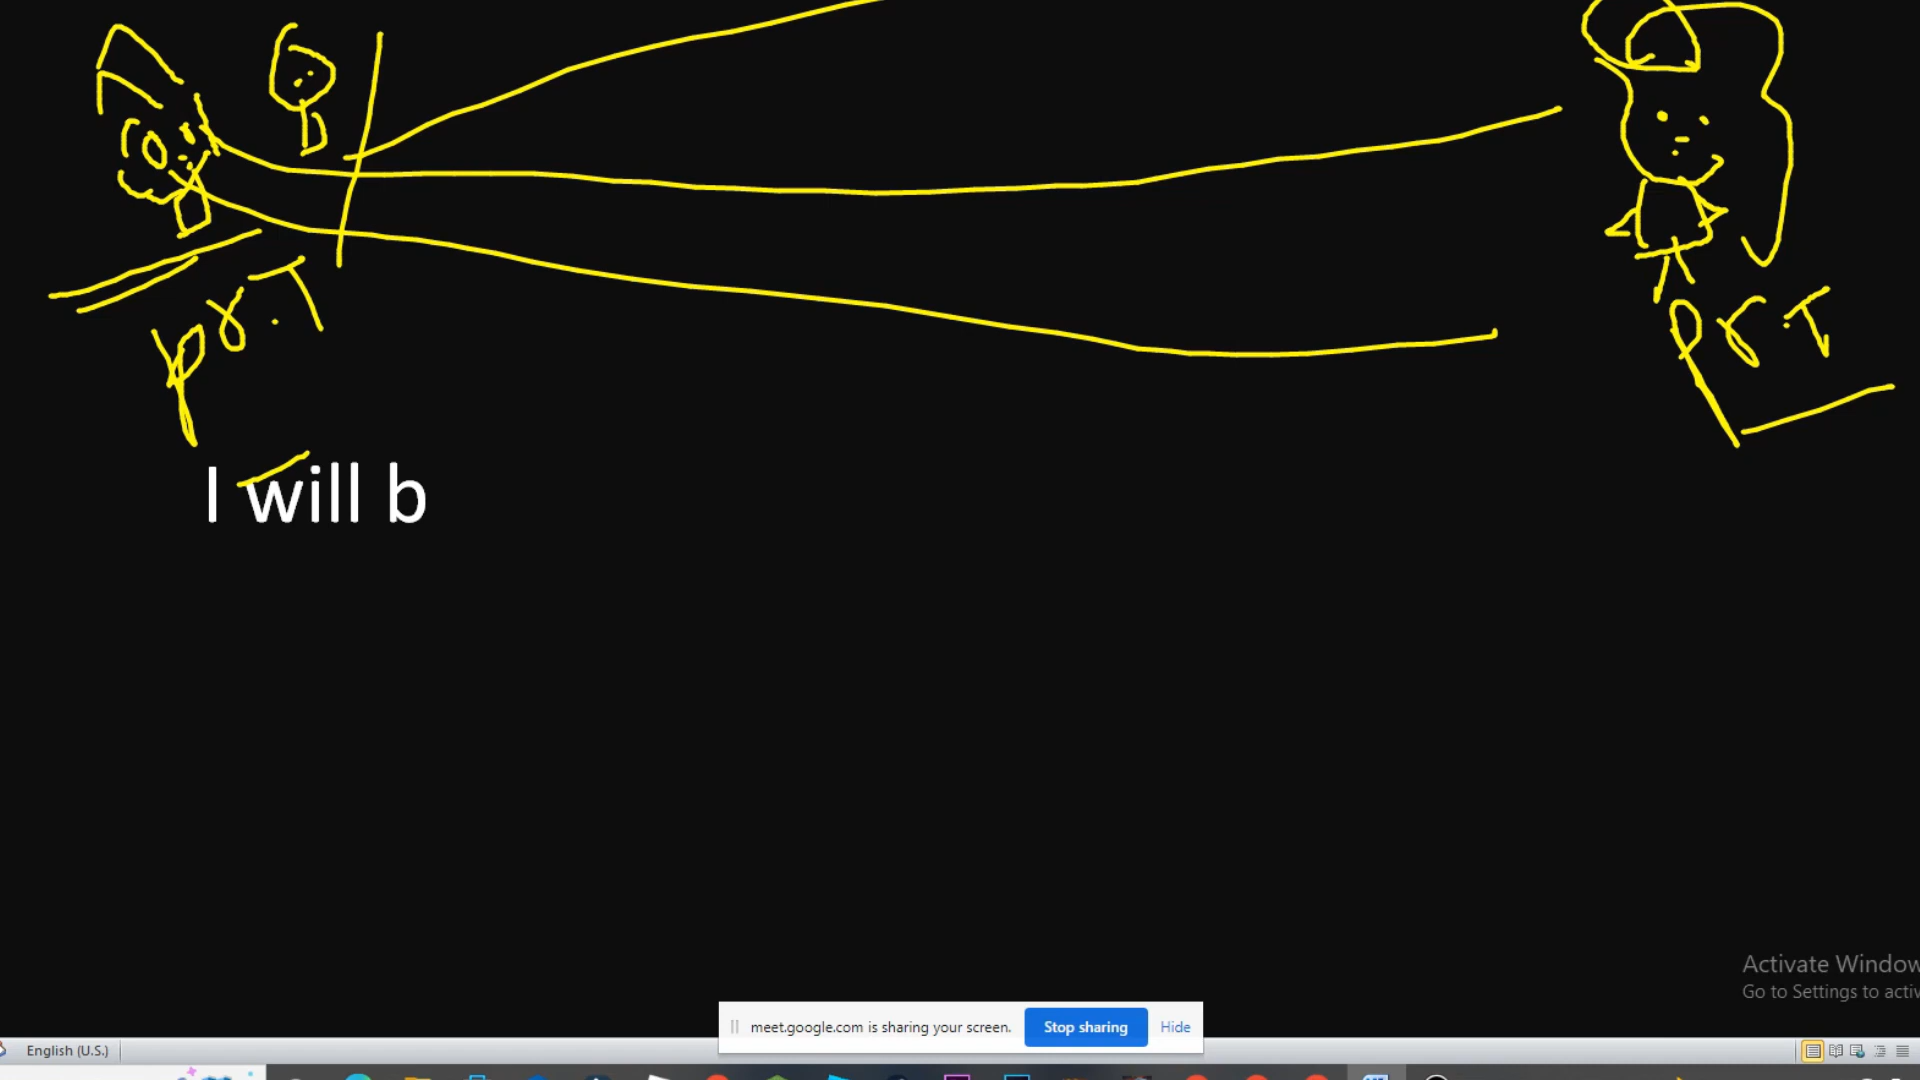 pr.T
pr.T
I will b
Activate Window
Go to Settings to activ
meet.google.com is sharing your screen.
Stop sharing
Hide
English (U.S.)